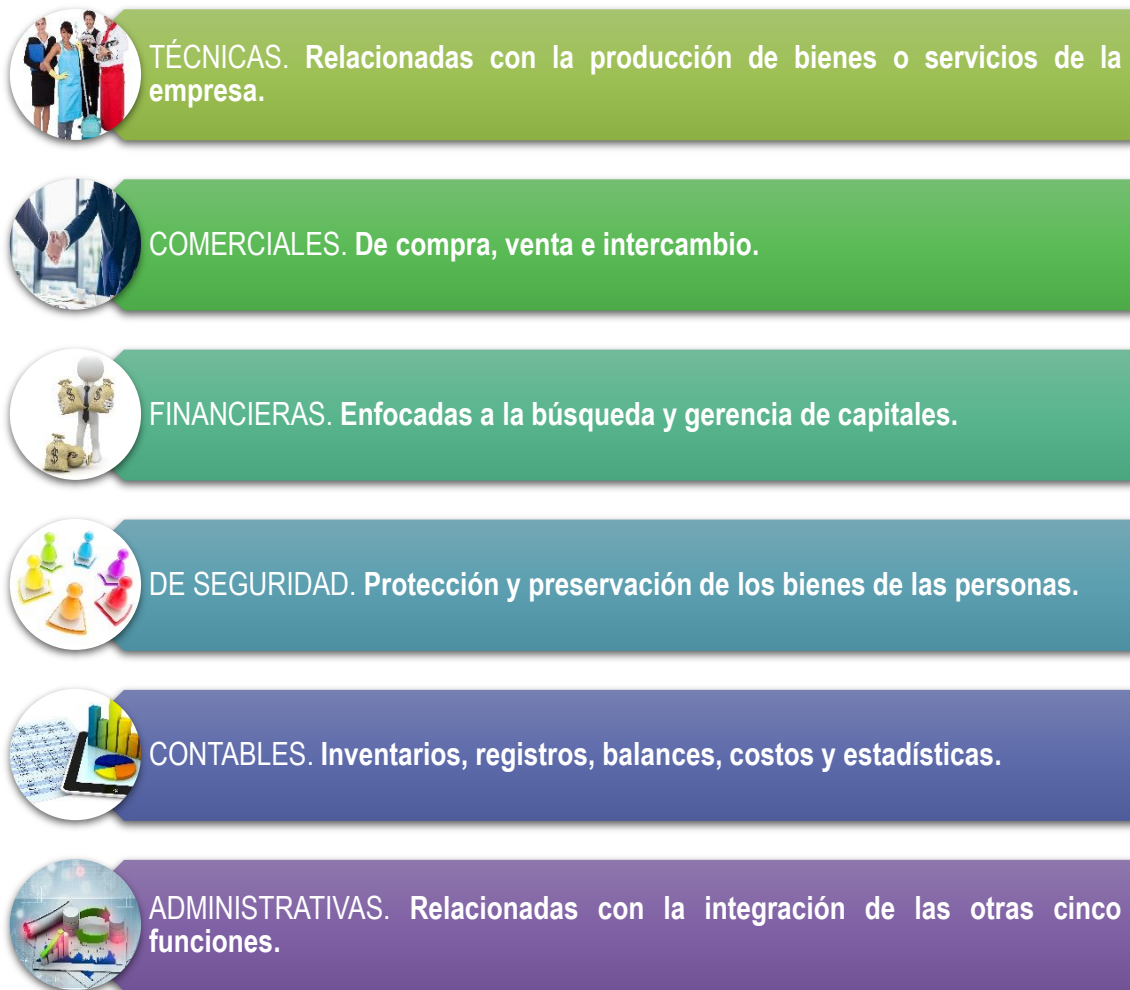 TÉCNICAS. Relacionadas con la producción de bienes o servicios de la
empresa.
COMERCIALES. De compra, venta e intercambio.
FINANCIERAS. Enfocadas a la búsqueda y gerencia de capitales.
DE SEGURIDAD. Protección y preservación de los bienes de las personas.
CONTABLES. Inventarios, registros, balances, costos y estadísticas.
ADMINISTRATIVAS. Relacionadas con la integración de las otras cinco
funciones.